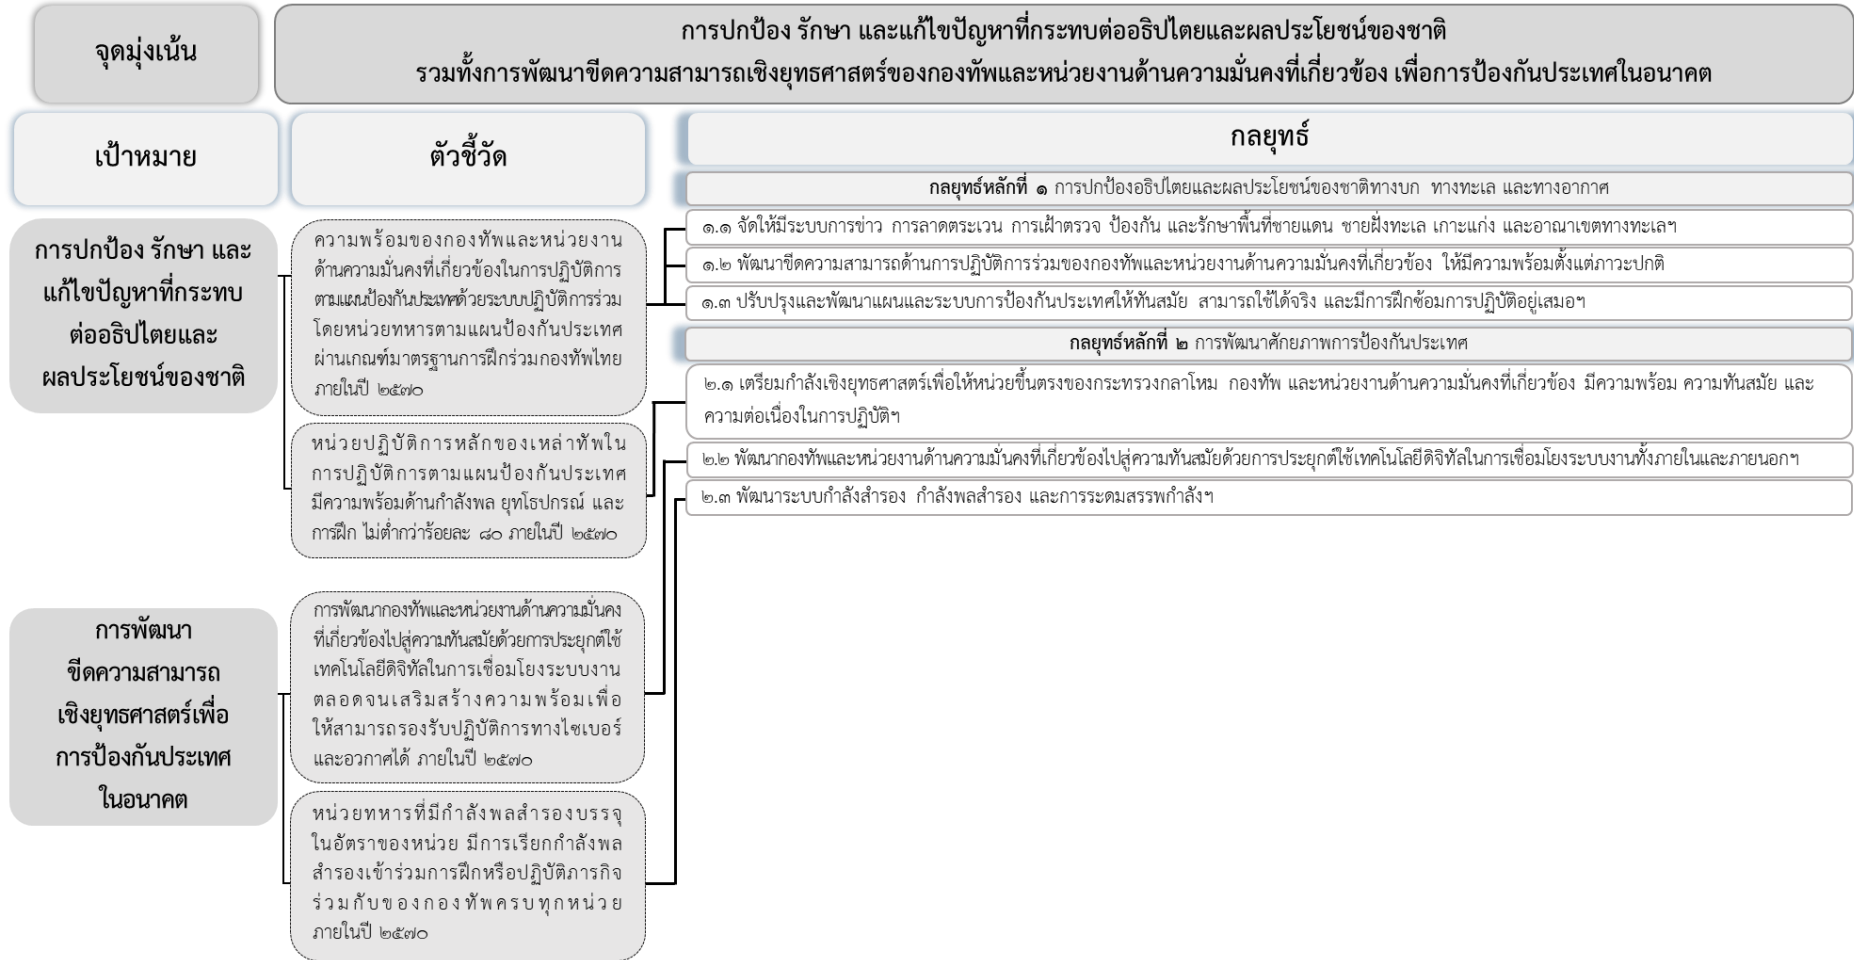 จุดมุ่งเน้น
การปกป้อง รักษา และแก้ไขปัญหาที่กระทบต่ออธิปไตยและผลประโยชน์ของชาติ
รวมทั้งการพัฒนาขีดความสามารถเชิงยุทธศาสตร์ของกองทัพและหน่วยงานด้านความมั่นคงที่เกี่ยวข้อง เพื่อการป้องกันประเทศในอนาคต
เป้าหมาย
ตัวชี้วัด
กลยุทธ์
การปกป้อง รักษา และ
แก้ไขปัญหาที่กระทบ
ต่ออธิปไตยและ
ผลประโยชน์ของชาติ
ความพร้อมของกองทัพและหน่วยงาน
ด้านความมั่นคงที่เกี่ยวข้องในการปฏิบัติการ
ตามแผนป้องกันประเทศด้วยระบบปฏิบัติการร่วม
โดยหน่วยทหารตามแผนป้องกันประเทศ
ผ่านเกณฑ์มาตรฐานการฝึกร่วมกองทัพไทย
ภายในปี ๒๕๗๐
หน่วยปฏิบัติการหลักของเหล่าทัพใน
การปฏิบัติการตามแผนป้องกันประเทศ
มีความพร้อมด้านกำลังพล ยุทโธปกรณ์ และ
การฝึก ไม่ต่ำกว่าร้อยละ ๘๐ ภายในปี ๒๕๗๐
กลยุทธ์หลักที่ ๑ การปกป้องอธิปไตยและผลประโยชน์ของชาติทางบก ทางทะเล และทางอากาศ
๑.๑ จัดให้มีระบบการข่าว การลาดตระเวน การเฝ้าตรวจ ป้องกัน และรักษาพื้นที่ชายแดน ชายฝั่งทะเล เกาะแก่ง และอาณาเขตทางทะเลฯ
๑.๒ พัฒนาขีดความสามารถด้านการปฏิบัติการร่วมของกองทัพและหน่วยงานด้านความมั่นคงที่เกี่ยวข้อง ให้มีความพร้อมตั้งแต่ภาวะปกติ
๑.๓ ปรับปรุงและพัฒนาแผนและระบบการป้องกันประเทศให้ทันสมัย สามารถใช้ได้จริง และมีการฝึกซ้อมการปฏิบัติอยู่เสมอฯ
กลยุทธ์หลักที่ ๒ การพัฒนาศักยภาพการป้องกันประเทศ
๒.๑ เตรียมกำลังเชิงยุทธศาสตร์เพื่อให้หน่วยขึ้นตรงของกระทรวงกลาโหม กองทัพ และหน่วยงานด้านความมั่นคงที่เกี่ยวข้อง มีความพร้อม ความทันสมัย และ
ความต่อเนื่องในการปฏิบัติฯ
๒.๒ พัฒนากองทัพและหน่วยงานด้านความมั่นคงที่เกี่ยวข้องไปสู่ความทันสมัยด้วยการประยุกต์ใช้เทคโนโลยีดิจิทัลในการเชื่อมโยงระบบงานทั้งภายในและภายนอกฯ
๒.๓ พัฒนาระบบกำลังสำรอง กำลังพลสำรอง และการระดมสรรพกำลังฯ
การพัฒนา
ขีดความสามารถ
เชิงยุทธศาสตร์เพื่อ
การป้องกันประเทศ
ในอนาคต
การพัฒนากองทัพและหน่วยงานด้านความมั่นคง
ที่เกี่ยวข้องไปสู่ความทันสมัยด้วยการประยุกต์ใช้
เทคโนโลยีดิจิทัลในการเชื่อมโยงระบบงาน
ตลอดจนเสริมสร้างความพร้อมเพื่อ
ให้สามารถรองรับปฏิบัติการทางไซเบอร์
และอวกาศได้ ภายในปี ๒๕๗๐
หน่วยทหารที่มีกำลังพลสำรองบรรจุ
ในอัตราของหน่วย มีการเรียกกำลังพล
สำรองเข้าร่วมการฝึกหรือปฏิบัติภารกิจ
ร่วมกับของกองทัพครบทุกหน่วย
ภายในปี ๒๕๗๐